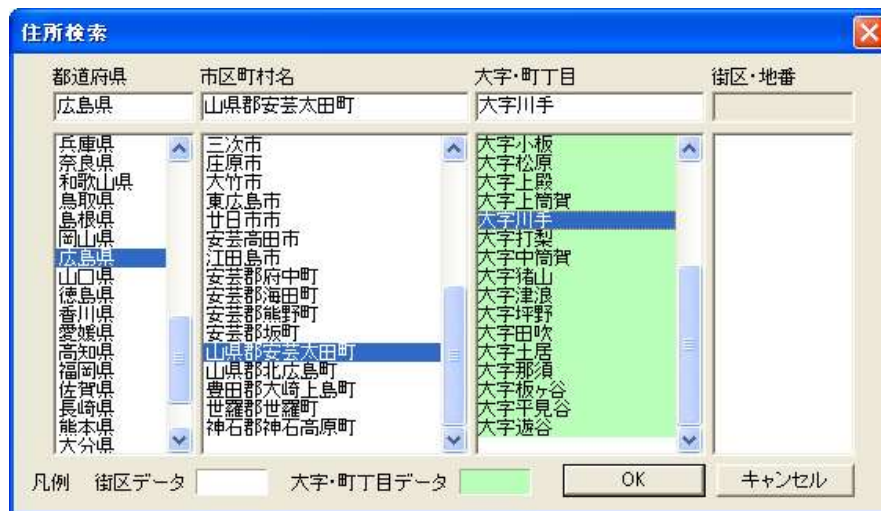 住所検索
都道府県
市区町村名
大字・町丁目
街区・地番
広島県
山県郡安芸太田町
大字川手
兵庫県
奈良県
和歌山県
鳥取県
島根県
岡山県
広島県
山口県
徳島県
香川県
愛媛県
高知県
福岡県
佐賀県
長崎県
熊本県
大分県
三次市
庄原市
大竹市
東広島市
廿日市市
安芸高田市
江田島市
安芸郡府中町
安芸郡海田町
安芸郡熊野町
安芸郡坂町
山県郡安芸太田町
山県郡北広島町
豊田郡大崎上島町
世羅郡世羅町
神石郡神石高原町
大字小板
大字松原
大字上殿
大字上筒賀
大字川手
大字打梨
大字中筒賀
大字猪山
大字津浪
大字坪野
大字田吹
大字土居
大字那須
大字板ヶ谷
大字平見谷
大字遊谷
凡例 街区データ
大字・町丁目データ
OK
キャンセル